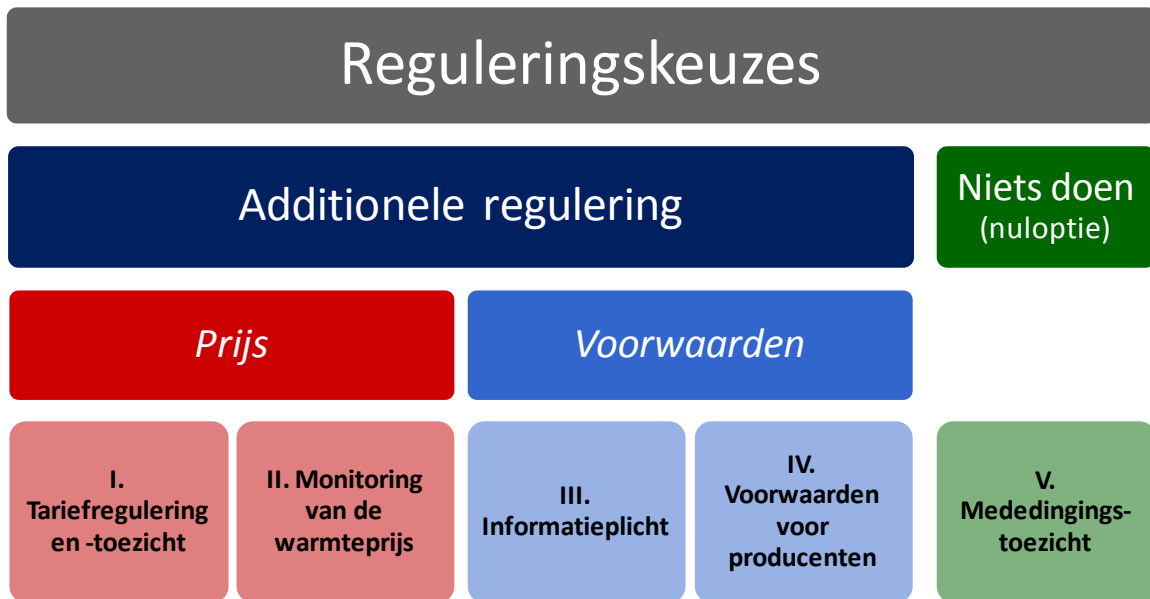 Reguleringskeuzes
Additionele regulering
Niets doen
(nuloptie)
Prijs
Voorwaarden
I.
Tariefregulering
en -toezicht
II. Monitoring
van de
warmteprijs
III.
Informatieplicht
IV.
Voorwaarden
voor
producenten
V.
Mededingings-
toezicht